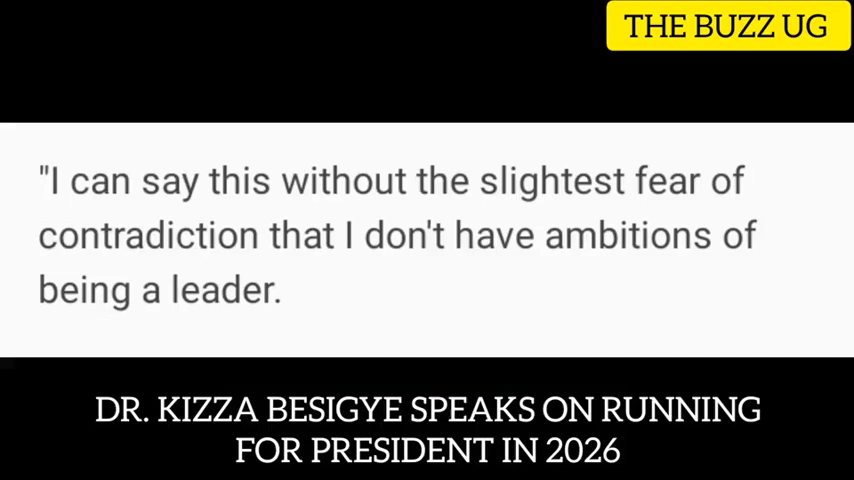 THE BUZZ UG
"I can say this without the slightest fear of
contradiction that I don't have ambitions of
being a leader.
DR. KIZZA BESIGYE SPEAKS ON RUNNING
FOR PRESIDENT IN 2026